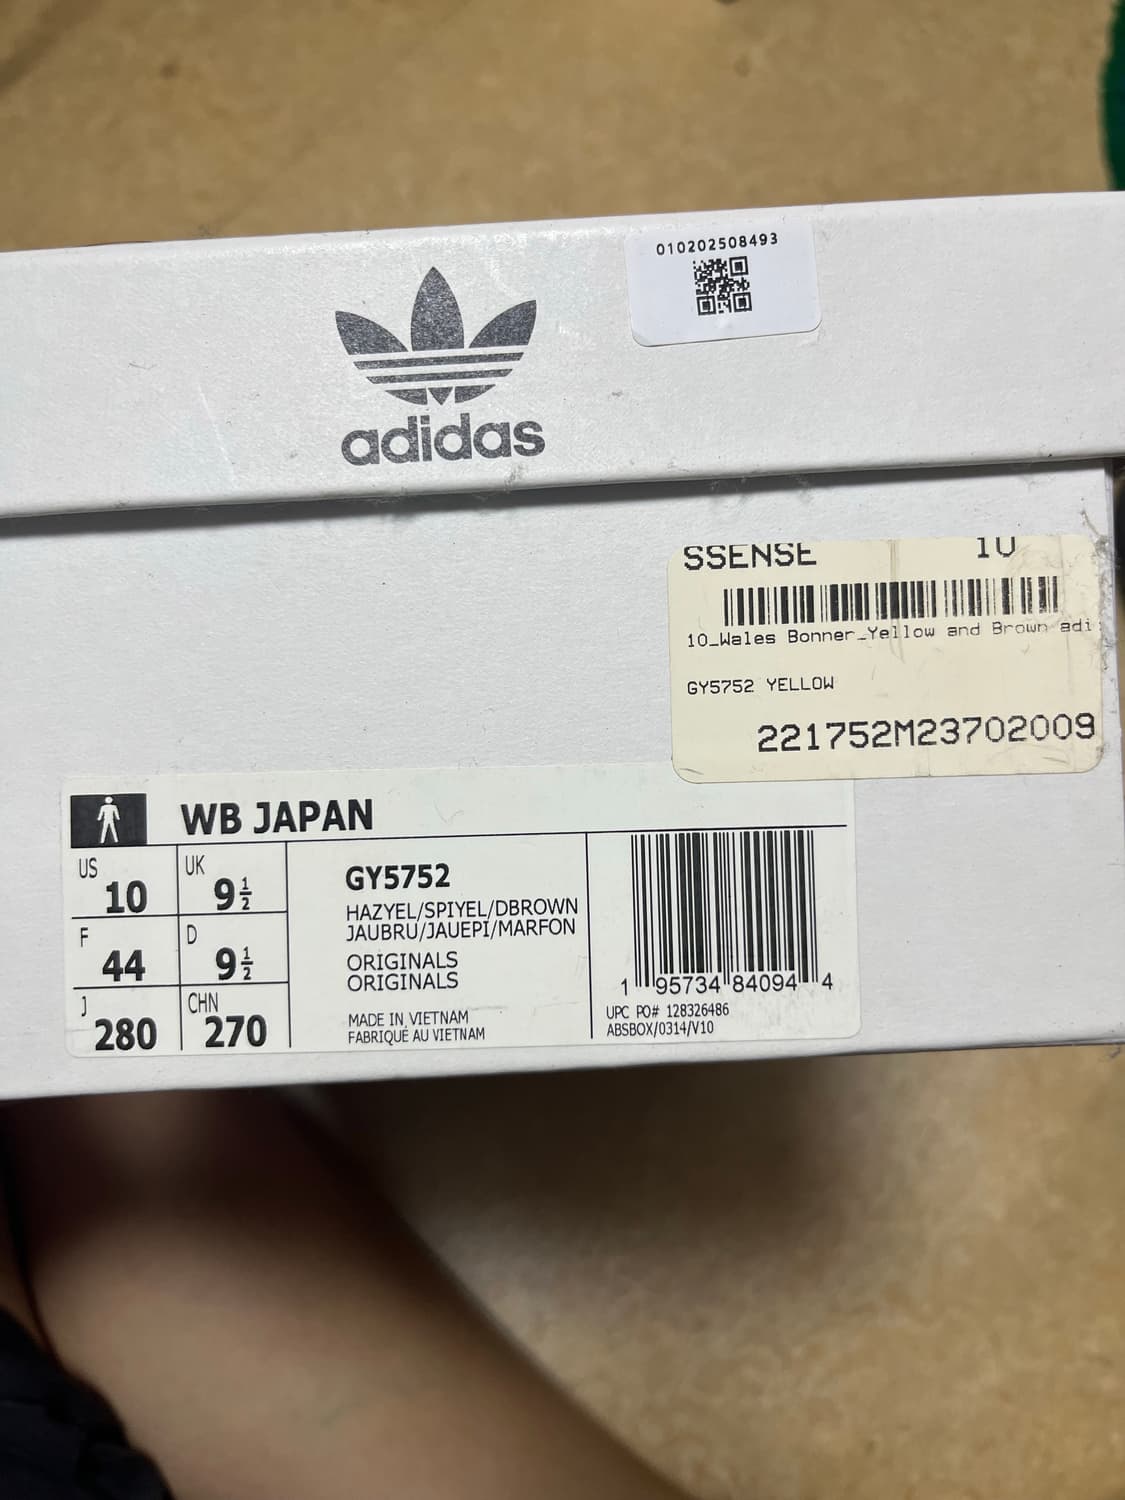 010202508493
adidas
SSENSE 10
10_Wales Bonner_Yellow and Brown adi
GY5752 YELLOW
221752M23702009
WB JAPAN
US 10
UK 9½
F 44
D 9½
J 280
CHN 270
GY5752
HAZYEL/SPIYEL/DBROWN
JAUBRU/JAUEPI/MARFON
ORIGINALS
ORIGINALS
MADE IN VIETNAM
FABRIQUÉ AU VIETNAM
1 95734 84094 4
UPC PO# 128326486
ABSBOX/0314/V10